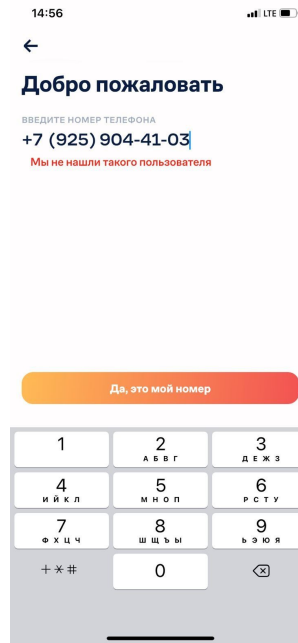 14:56 LTE
Добро пожаловать
ВВЕДИТЕ НОМЕР ТЕЛЕФОНА
+7 (925) 904-41-03
Мы не нашли такого пользователя
Да, это мой номер
1 2 3
А Б В Г Д Е Ж З
4 5 6
И Й К Л М Н О П Р С Т У
7 8 9
Ф Х Ц Ч Ш Щ Ъ Ы Ь Э Ю Я
+*# 0